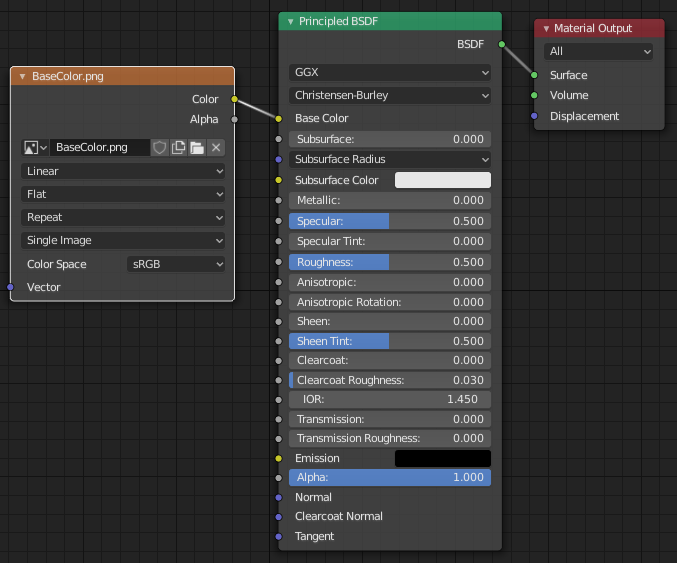 BaseColor.png
Color
Alpha
BaseColor.png
Linear
Flat
Repeat
Single Image
Color Space sRGB
Vector
Principled BSDF
BSDF
GGX
Christensen-Burley
Base Color
Subsurface: 0.000
Subsurface Radius
Subsurface Color
Metallic: 0.000
Specular: 0.500
Specular Tint: 0.000
Roughness: 0.500
Anisotropic: 0.000
Anisotropic Rotation: 0.000
Sheen: 0.000
Sheen Tint: 0.500
Clearcoat: 0.000
Clearcoat Roughness: 0.030
IOR: 1.450
Transmission: 0.000
Transmission Roughness: 0.000
Emission
Alpha: 1.000
Normal
Clearcoat Normal
Tangent
Material Output
All
Surface
Volume
Displacement